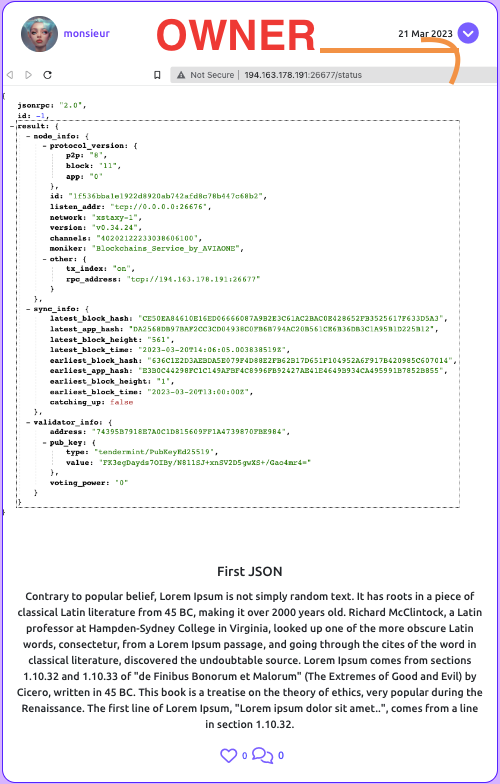 monsieur
OWNER
21 Mar 2023
Not Secure | 194.163.178.191:26677/status
jsonrpc: "2.0",
id: -1,
result: {
node_info: {
protocol_version: {
p2p: "8",
block: "11",
app: "0"
},
id: "1f536bba1e1922d8920ab742afd8c78b447c68b2",
listen_addr: "tcp://0.0.0.0:26676",
network: "xstaxy-1",
version: "v0.34.24",
channels: "40202122233038606100",
moniker: "Blockchains_Service_by_AVIAONE",
other: {
tx_index: "on",
rpc_address: "tcp://194.163.178.191:26677"
}
},
sync_info: {
latest_block_hash: "CE50EA84610E16ED06666087A9B2E3C61AC2BAC0E428652FB3525617F633D5A3",
latest_app_hash: "DA2568DB97BAF2CC3CD04938C0FB6B794AC20B561CE6B36DB3C1A95B1D225B12",
latest_block_height: "561",
latest_block_time: "2023-03-20T14:06:05.003838519Z",
earliest_block_hash: "636C1E2D3AEBDA5E079F4D88E2FB62B17D651F104952A6F917B420985C607014",
earliest_app_hash: "E3B0C44298FC1C149AFBF4C8996FB92427AE41E4649B934CA495991B7852B855",
earliest_block_height: "1",
earliest_block_time: "2023-03-20T13:00:00Z",
catching_up: false
},
validator_info: {
address: "74395B7918E7A0C1D815609FF1A4739870FBE984",
pub_key: {
type: "tendermint/PubKeyEd25519",
value: "FK3egDayds7OIBy/N811SJ+xnSV2D5gwXS+/Gao4mr4="
},
voting_power: "0"
}
}
}
First JSON
Contrary to popular belief, Lorem Ipsum is not simply random text. It has roots in a piece of
classical Latin literature from 45 BC, making it over 2000 years old. Richard McClintock, a Latin
professor at Hampden-Sydney College in Virginia, looked up one of the more obscure Latin
words, consectetur, from a Lorem Ipsum passage, and going through the cites of the word in
classical literature, discovered the undoubtable source. Lorem Ipsum comes from sections
1.10.32 and 1.10.33 of "de Finibus Bonorum et Malorum" (The Extremes of Good and Evil) by
Cicero, written in 45 BC. This book is a treatise on the theory of ethics, very popular during the
Renaissance. The first line of Lorem Ipsum, "Lorem ipsum dolor sit amet..", comes from a line
in section 1.10.32.
0 0